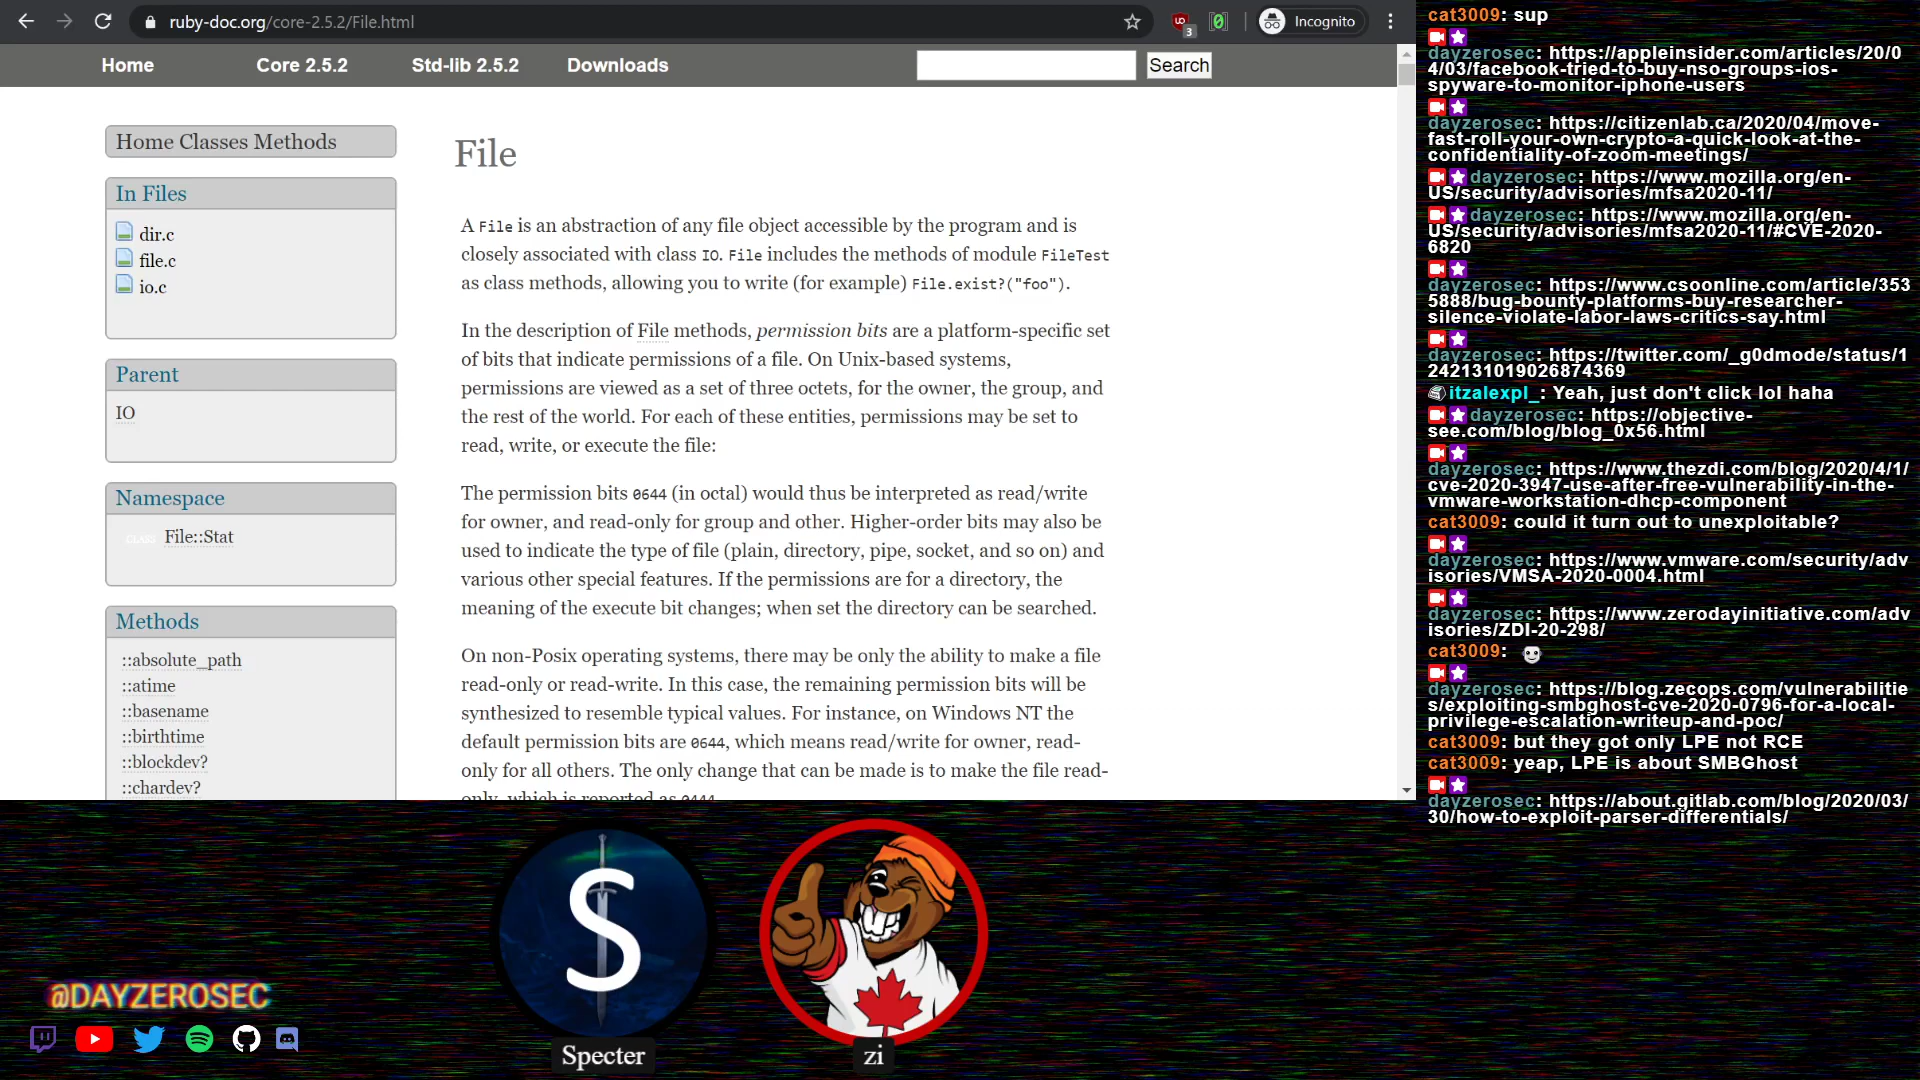 ruby-doc.org/core-2.5.2/File.html
3
Incognito
Home Core 2.5.2 Std-lib 2.5.2 Downloads Search
Home Classes Methods
In Files
dir.c
file.c
io.c
Parent
IO
Namespace
CLASS File::Stat
Methods
::absolute_path
::atime
::basename
::birthtime
::blockdev?
::chardev?
File
A File is an abstraction of any file object accessible by the program and is
closely associated with class IO. File includes the methods of module FileTest
as class methods, allowing you to write (for example) File.exist?("foo").
In the description of File methods, permission bits are a platform-specific set
of bits that indicate permissions of a file. On Unix-based systems,
permissions are viewed as a set of three octets, for the owner, the group, and
the rest of the world. For each of these entities, permissions may be set to
read, write, or execute the file:
The permission bits 0644 (in octal) would thus be interpreted as read/write
for owner, and read-only for group and other. Higher-order bits may also be
used to indicate the type of file (plain, directory, pipe, socket, and so on) and
various other special features. If the permissions are for a directory, the
meaning of the execute bit changes; when set the directory can be searched.
On non-Posix operating systems, there may be only the ability to make a file
read-only or read-write. In this case, the remaining permission bits will be
synthesized to resemble typical values. For instance, on Windows NT the
default permission bits are 0644, which means read/write for owner, read-
only for all others. The only change that can be made is to make the file read-
only, which is reported as 0444.
cat3009: sup
dayzerosec: https://appleinsider.com/articles/20/0
4/03/facebook-tried-to-buy-nso-groups-ios-
spyware-to-monitor-iphone-users
dayzerosec: https://citizenlab.ca/2020/04/move-
fast-roll-your-own-crypto-a-quick-look-at-the-
confidentiality-of-zoom-meetings/
dayzerosec: https://www.mozilla.org/en-
US/security/advisories/mfsa2020-11/
dayzerosec: https://www.mozilla.org/en-
US/security/advisories/mfsa2020-11/#CVE-2020-
6820
dayzerosec: https://www.csoonline.com/article/353
5888/bug-bounty-platforms-buy-researcher-
silence-violate-labor-laws-critics-say.html
dayzerosec: https://twitter.com/_g0dmode/status/1
242131019026874369
itzalexpl_: Yeah, just don't click lol haha
dayzerosec: https://objective-
see.com/blog/blog_0x56.html
dayzerosec: https://www.thezdi.com/blog/2020/4/1/
cve-2020-3947-use-after-free-vulnerability-in-the-
vmware-workstation-dhcp-component
cat3009: could it turn out to unexploitable?
dayzerosec: https://www.vmware.com/security/adv
isories/VMSA-2020-0004.html
dayzerosec: https://www.zerodayinitiative.com/adv
isories/ZDI-20-298/
cat3009:
dayzerosec: https://blog.zecops.com/vulnerabilitie
s/exploiting-smbghost-cve-2020-0796-for-a-local-
privilege-escalation-writeup-and-poc/
cat3009: but they got only LPE not RCE
cat3009: yeap, LPE is about SMBGhost
dayzerosec: https://about.gitlab.com/blog/2020/03/
30/how-to-exploit-parser-differentials/
@DAYZEROSEC
S
Specter
zi